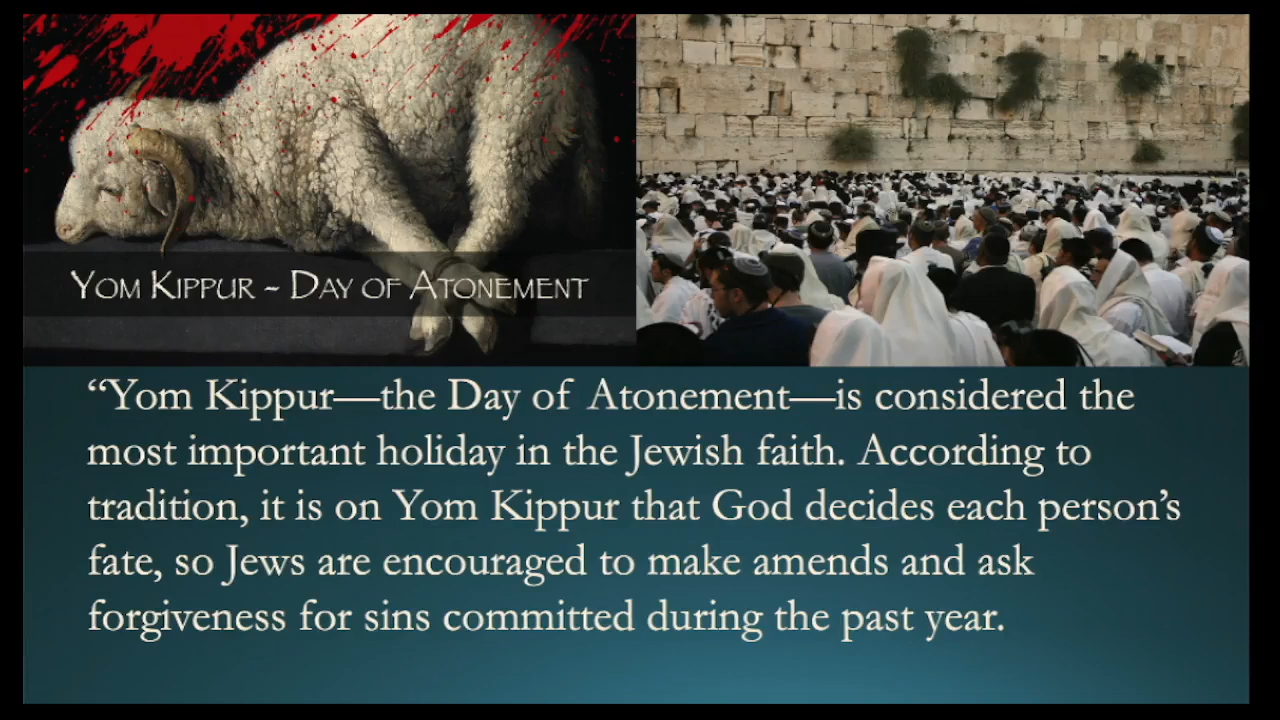 Yom Kippur ~ Day of Atonement
“Yom Kippur—the Day of Atonement—is considered the
most important holiday in the Jewish faith. According to
tradition, it is on Yom Kippur that God decides each person’s
fate, so Jews are encouraged to make amends and ask
forgiveness for sins committed during the past year.